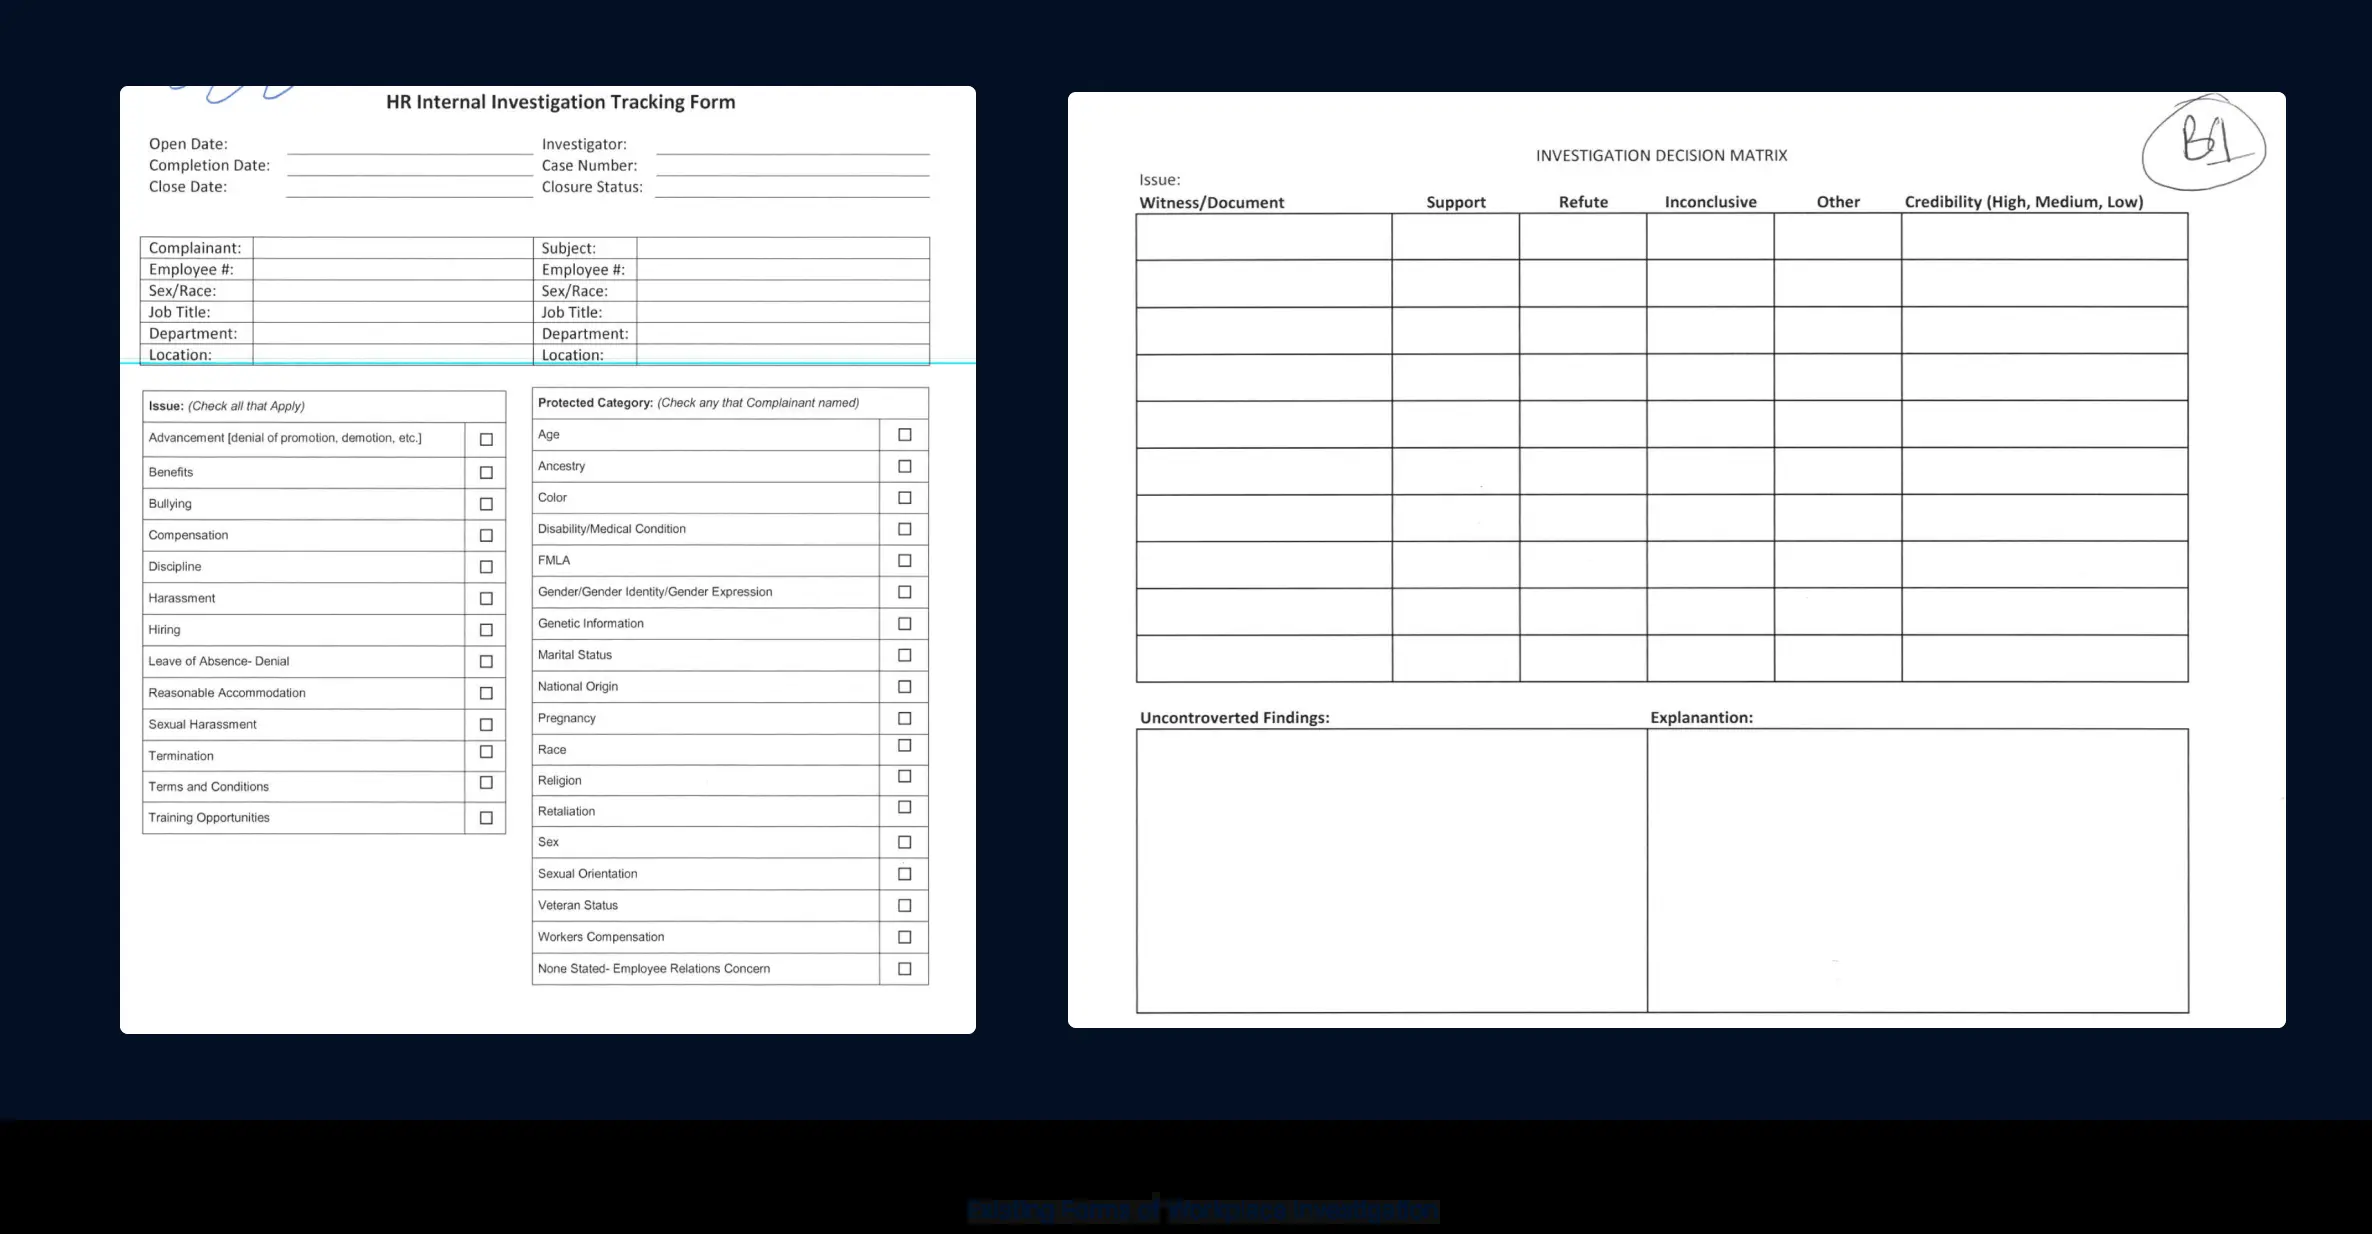 HR Internal Investigation Tracking Form
Open Date: Investigator:
Completion Date: Case Number:
Close Date: Closure Status:
Complainant: Subject:
Employee #: Employee #:
Sex/Race: Sex/Race:
Job Title: Job Title:
Department: Department:
Location: Location:
Issue: (Check all that Apply)
Advancement [denial of promotion, demotion, etc.]
Benefits
Bullying
Compensation
Discipline
Harassment
Hiring
Leave of Absence- Denial
Reasonable Accommodation
Sexual Harassment
Termination
Terms and Conditions
Training Opportunities
Protected Category: (Check any that Complainant named)
Age
Ancestry
Color
Disability/Medical Condition
FMLA
Gender/Gender Identity/Gender Expression
Genetic Information
Marital Status
National Origin
Pregnancy
Race
Religion
Retaliation
Sex
Sexual Orientation
Veteran Status
Workers Compensation
None Stated- Employee Relations Concern
B1
INVESTIGATION DECISION MATRIX
Issue:
Witness/Document Support Refute Inconclusive Other Credibility (High, Medium, Low)
Uncontroverted Findings: Explanantion:
Existing Forms of Workplace Investigation